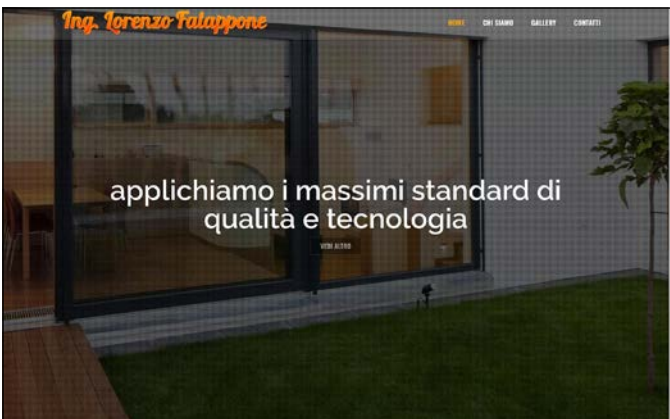 Ing. Lorenzo Falappone
HOME CHI SIAMO GALLERY CONTATTI
applichiamo i massimi standard di
qualità e tecnologia
VEDI ALTRO